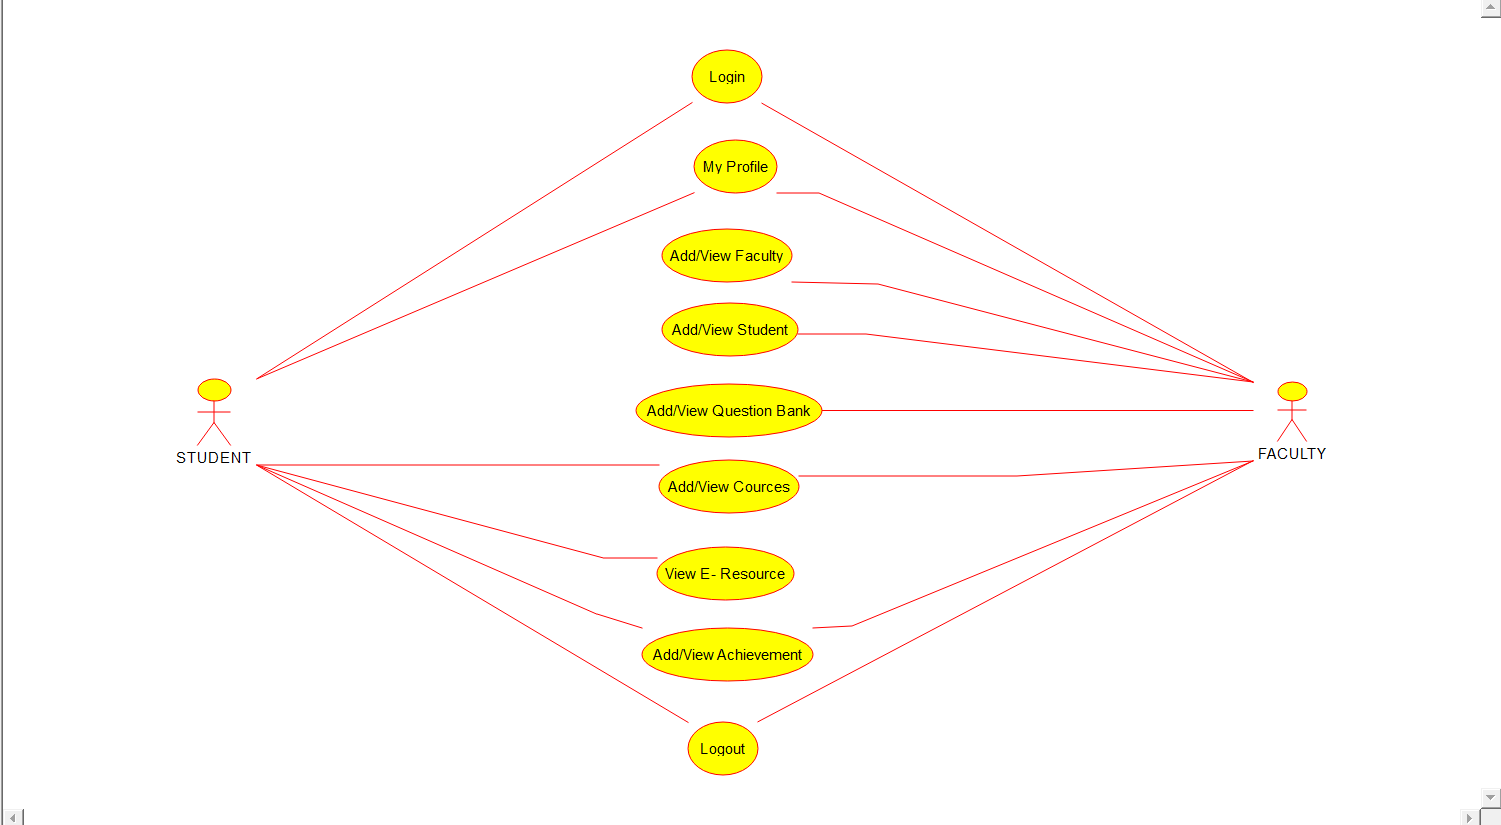 Login
My Profile
Add/View Faculty
Add/View Student
Add/View Question Bank
STUDENT
FACULTY
Add/View Cources
View E- Resource
Add/View Achievement
Logout